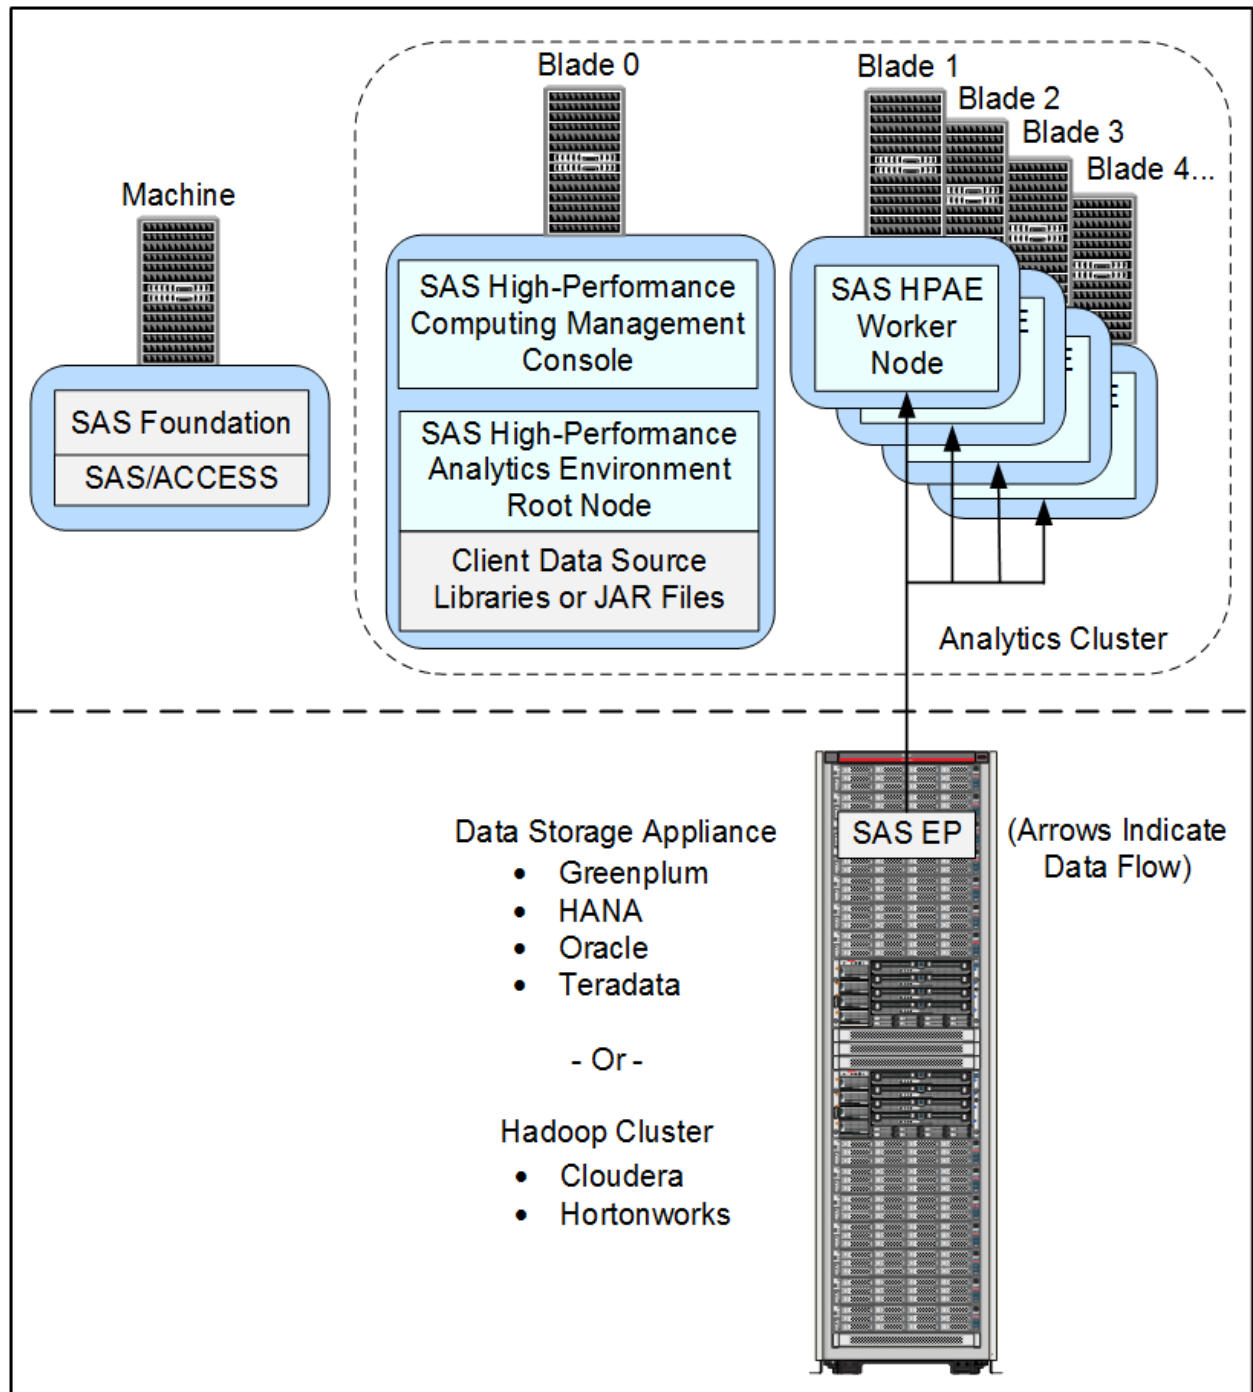 Blade 0
Blade 1
Blade 2
Blade 3
Blade 4...
Machine
SAS High-Performance
Computing Management
Console
SAS HPAE
Worker
Node
E
E
E
SAS Foundation
SAS/ACCESS
SAS High-Performance
Analytics Environment
Root Node
Client Data Source
Libraries or JAR Files
Analytics Cluster
Data Storage Appliance
• Greenplum
• HANA
• Oracle
• Teradata
- Or -
Hadoop Cluster
• Cloudera
• Hortonworks
SAS EP
(Arrows Indicate
Data Flow)